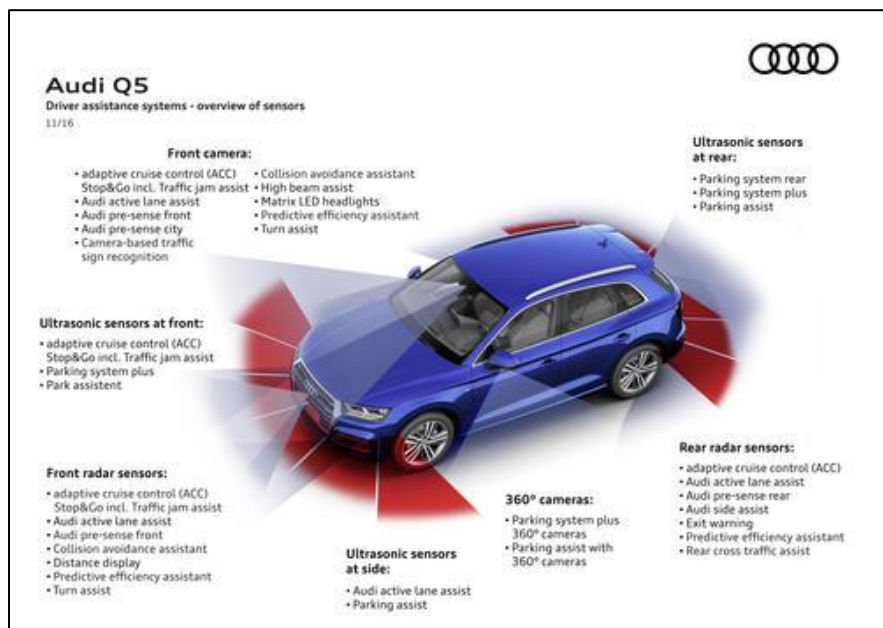 Audi Q5
Driver assistance systems - overview of sensors
11/16
Front camera:
• adaptive cruise control (ACC)
Stop&Go incl. Traffic jam assist
• Audi active lane assist
• Audi pre-sense front
• Audi pre-sense city
• Camera-based traffic
sign recognition
• Collision avoidance assistant
• High beam assist
• Matrix LED headlights
• Predictive efficiency assistant
• Turn assist
Ultrasonic sensors
at rear:
• Parking system rear
• Parking system plus
• Parking assist
Ultrasonic sensors at front:
• adaptive cruise control (ACC)
Stop&Go incl. Traffic jam assist
• Parking system plus
• Park assistent
Front radar sensors:
• adaptive cruise control (ACC)
Stop&Go incl. Traffic jam assist
• Audi active lane assist
• Audi pre-sense front
• Collision avoidance assistant
• Distance display
• Predictive efficiency assistant
• Turn assist
Ultrasonic sensors
at side:
• Audi active lane assist
• Parking assist
360° cameras:
• Parking system plus
360° cameras
• Parking assist with
360° cameras
Rear radar sensors:
• adaptive cruise control (ACC)
• Audi active lane assist
• Audi pre-sense rear
• Audi side assist
• Exit warning
• Predictive efficiency assistant
• Rear cross traffic assist